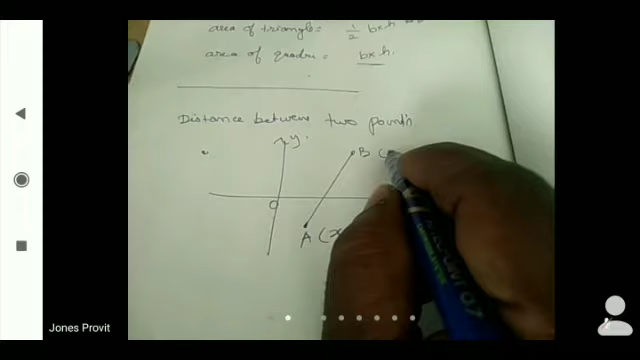 area of triangle = 1/2 b×h
area of quadri = b×h.
Distance between two points
y.
B (
O
A (x
Jones Provit